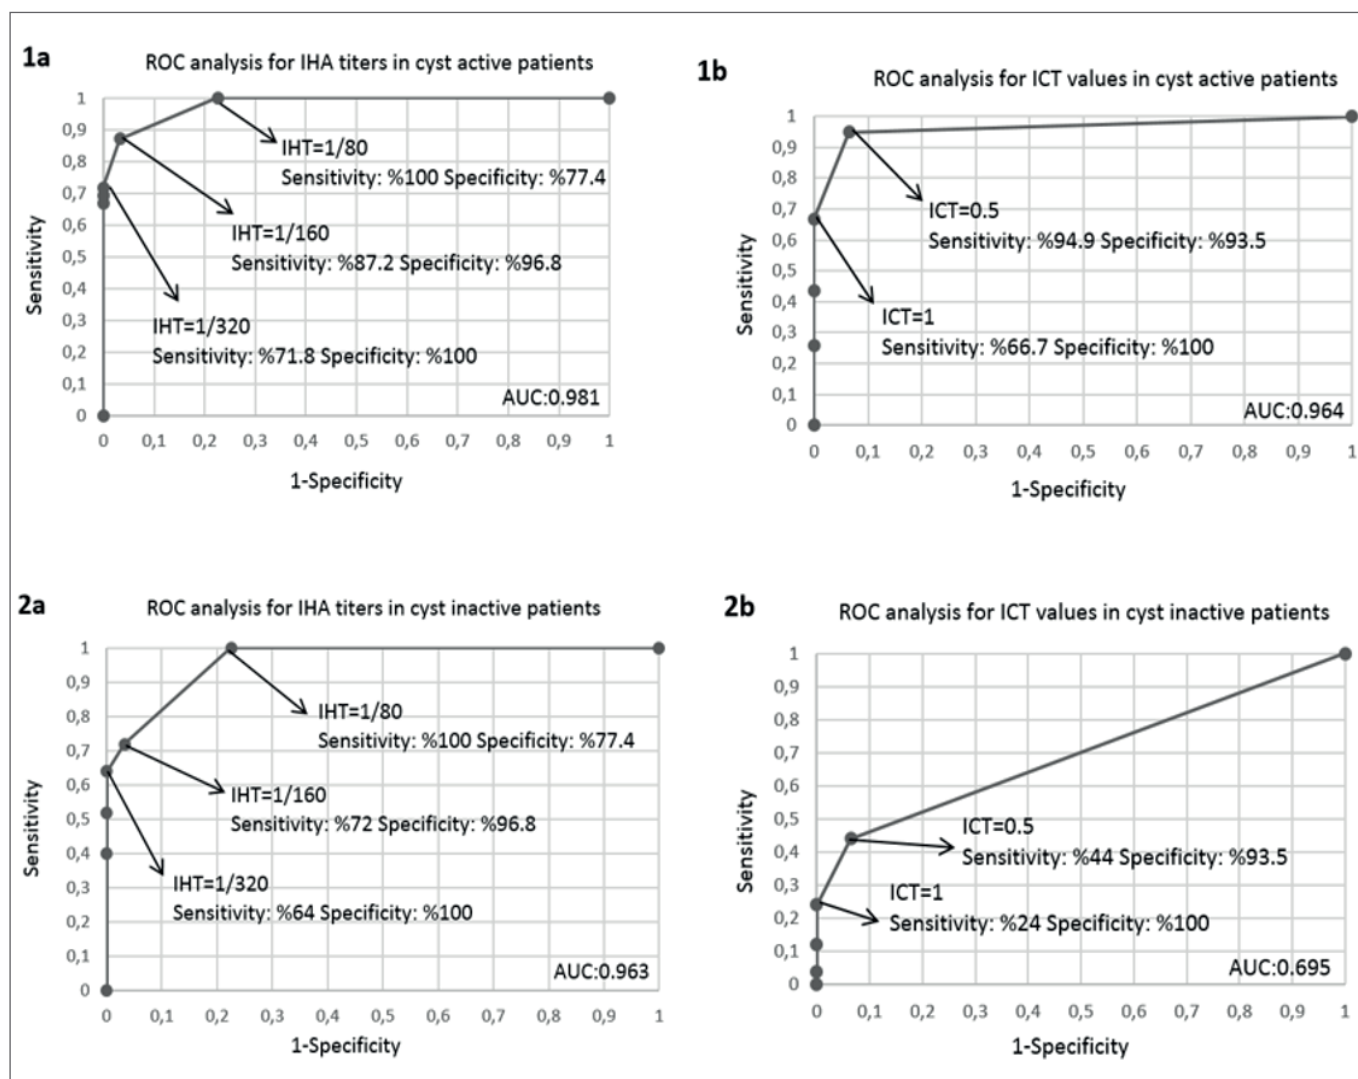 1a
ROC analysis for IHA titers in cyst active patients
1
0,9
0,8
0,7
0,6
0,5
0,4
0,3
0,2
0,1
0
Sensitivity
IHT=1/80
Sensitivity: %100 Specificity: %77.4
IHT=1/160
Sensitivity: %87.2 Specificity: %96.8
IHT=1/320
Sensitivity: %71.8 Specificity: %100
AUC:0.981
0 0,1 0,2 0,3 0,4 0,5 0,6 0,7 0,8 0,9 1
1-Specificity
1b
ROC analysis for ICT values in cyst active patients
1
0,9
0,8
0,7
0,6
0,5
0,4
0,3
0,2
0,1
0
Sensitivity
ICT=0.5
Sensitivity: %94.9 Specificity: %93.5
ICT=1
Sensitivity: %66.7 Specificity: %100
AUC:0.964
0 0,1 0,2 0,3 0,4 0,5 0,6 0,7 0,8 0,9 1
1-Specificity
2a
ROC analysis for IHA titers in cyst inactive patients
1
0,9
0,8
0,7
0,6
0,5
0,4
0,3
0,2
0,1
0
Sensitivity
IHT=1/80
Sensitivity: %100 Specificity: %77.4
IHT=1/160
Sensitivity: %72 Specificity: %96.8
IHT=1/320
Sensitivity: %64 Specificity: %100
AUC:0.963
0 0,1 0,2 0,3 0,4 0,5 0,6 0,7 0,8 0,9 1
1-Specificity
2b
ROC analysis for ICT values in cyst inactive patients
1
0,9
0,8
0,7
0,6
0,5
0,4
0,3
0,2
0,1
0
Sensitivity
ICT=0.5
Sensitivity: %44 Specificity: %93.5
ICT=1
Sensitivity: %24 Specificity: %100
AUC:0.695
0 0,1 0,2 0,3 0,4 0,5 0,6 0,7 0,8 0,9 1
1-Specificity